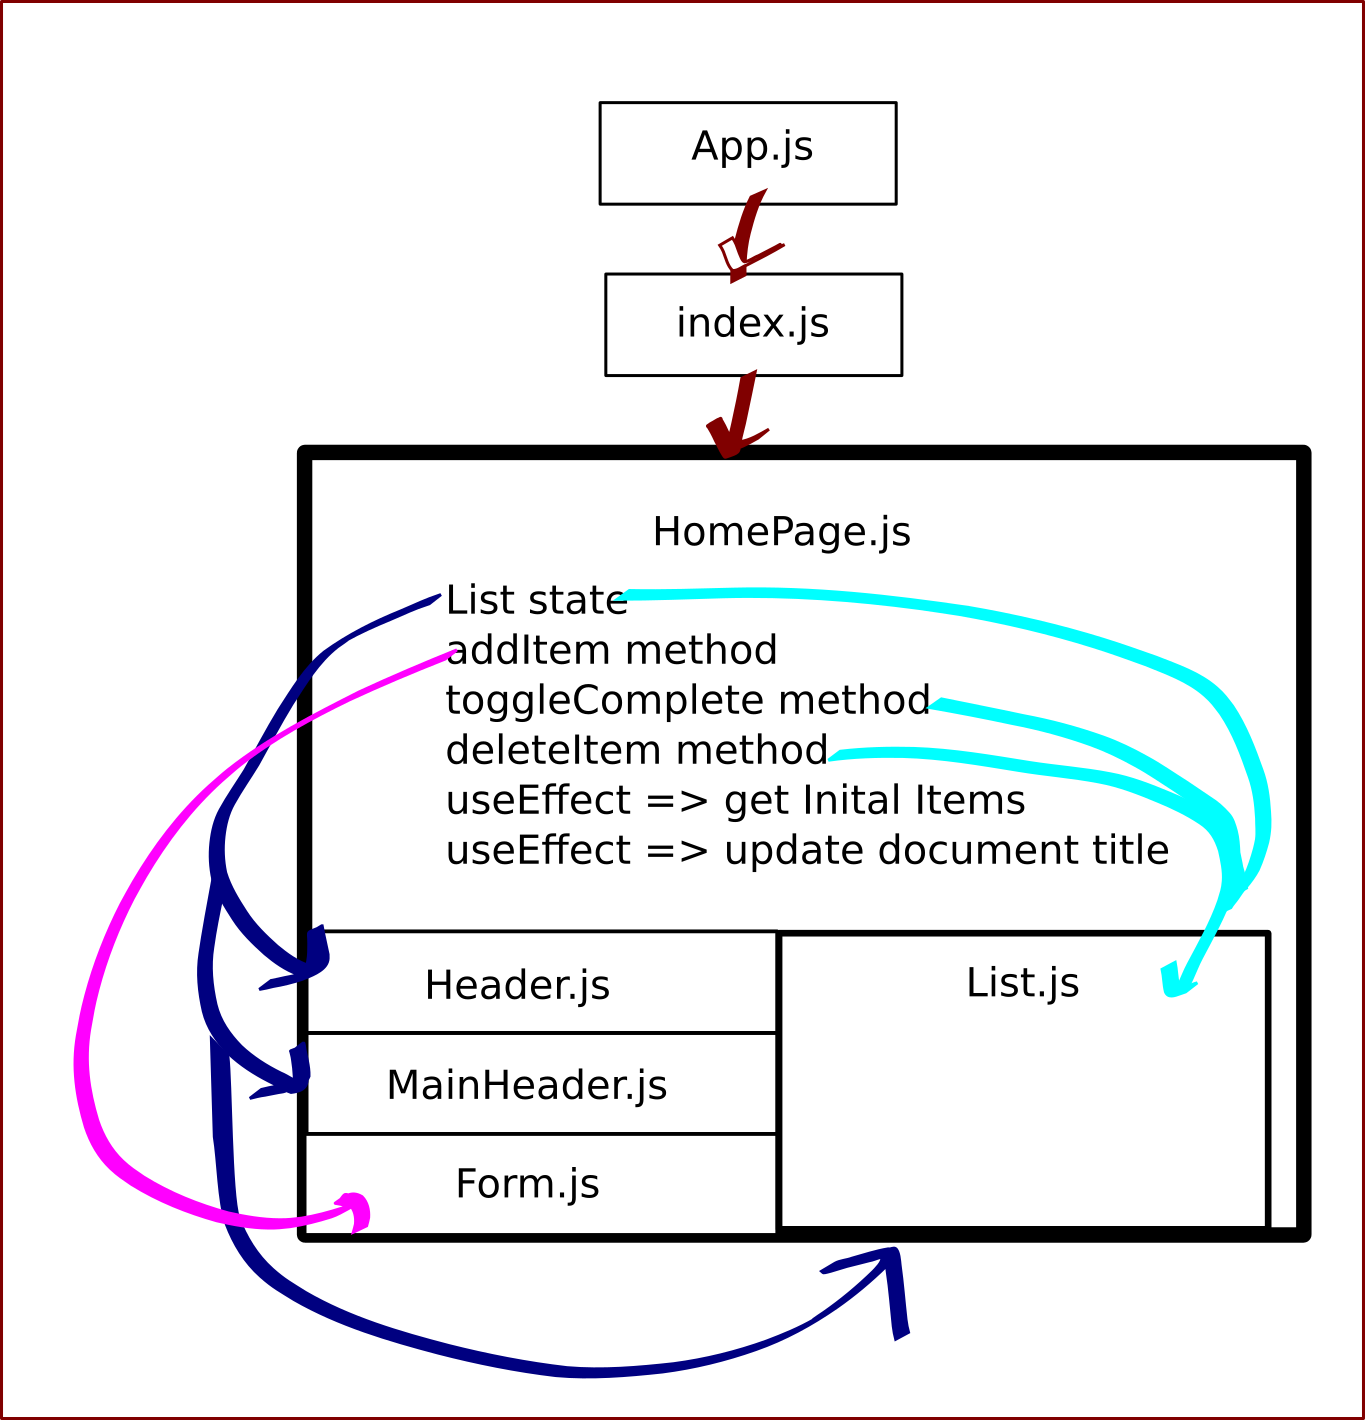 App.js
index.js
HomePage.js
List state
addItem method
toggleComplete method
deleteItem method
useEffect => get Inital Items
useEffect => update document title
Header.js
List.js
MainHeader.js
Form.js